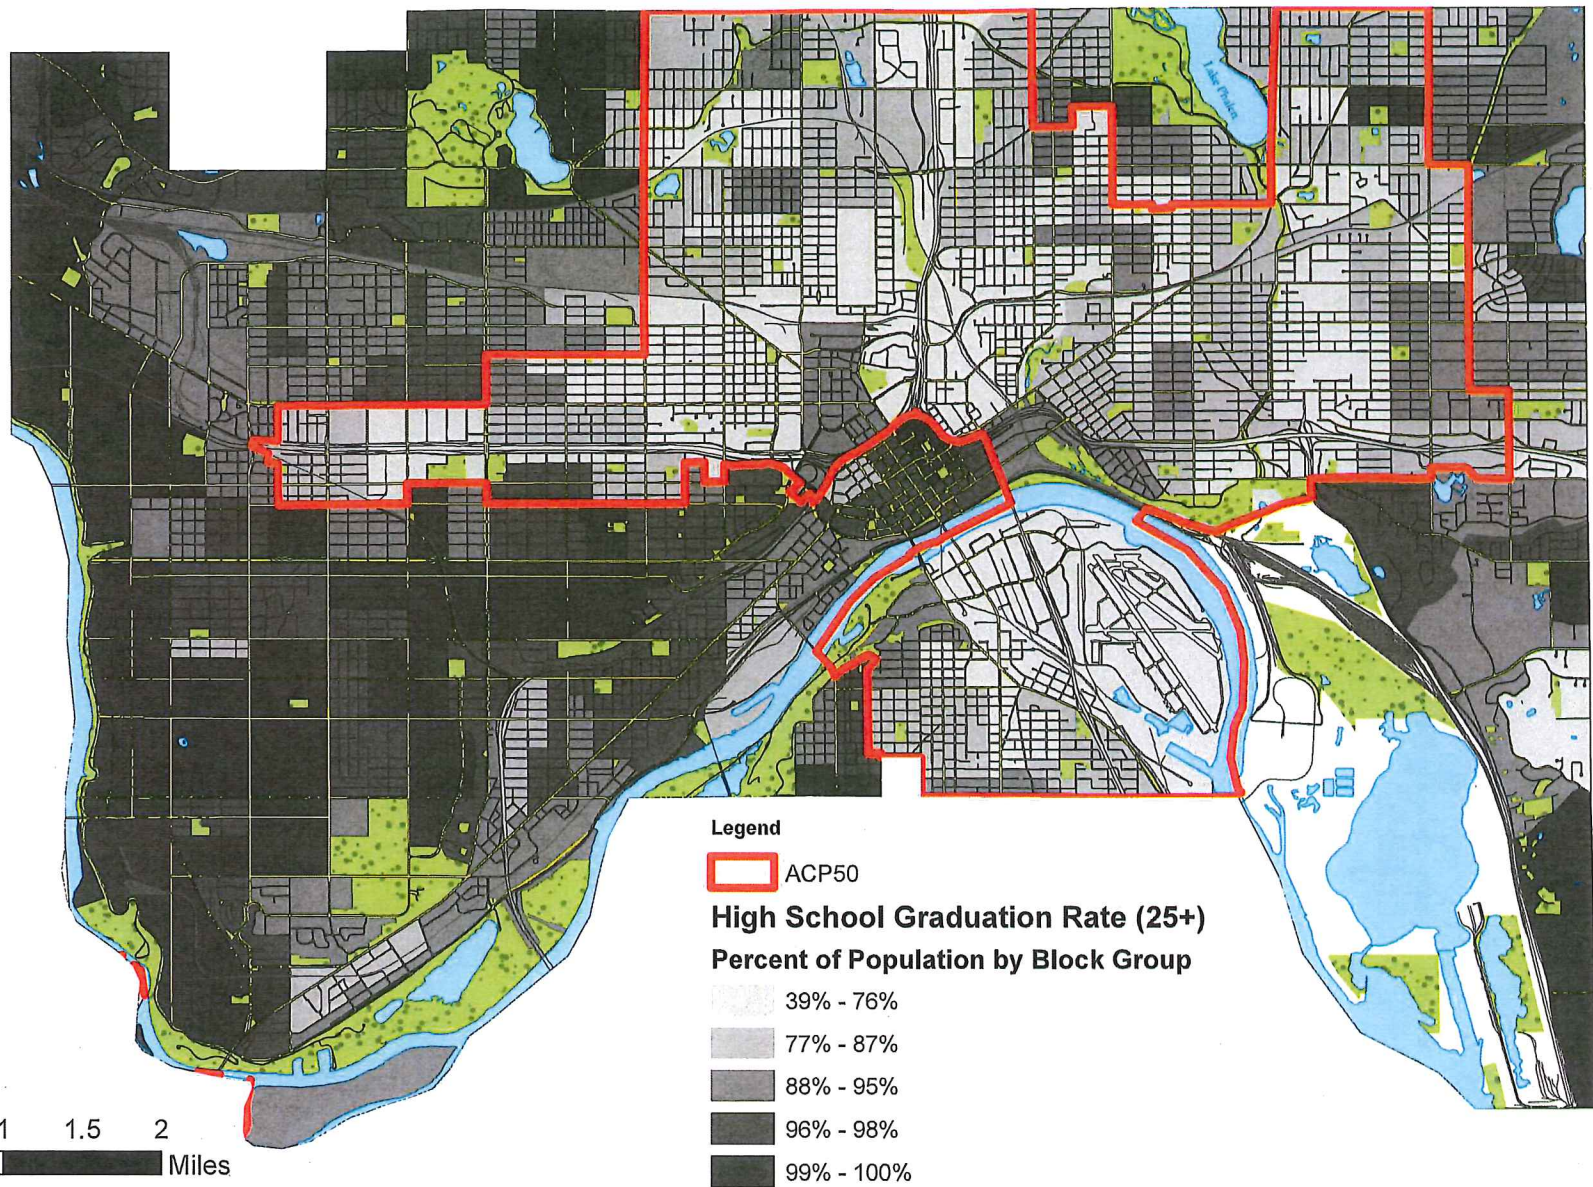 Lake Phalen
Legend
ACP50
High School Graduation Rate (25+)
Percent of Population by Block Group
39% - 76%
77% - 87%
88% - 95%
96% - 98%
99% - 100%
1 1.5 2
Miles